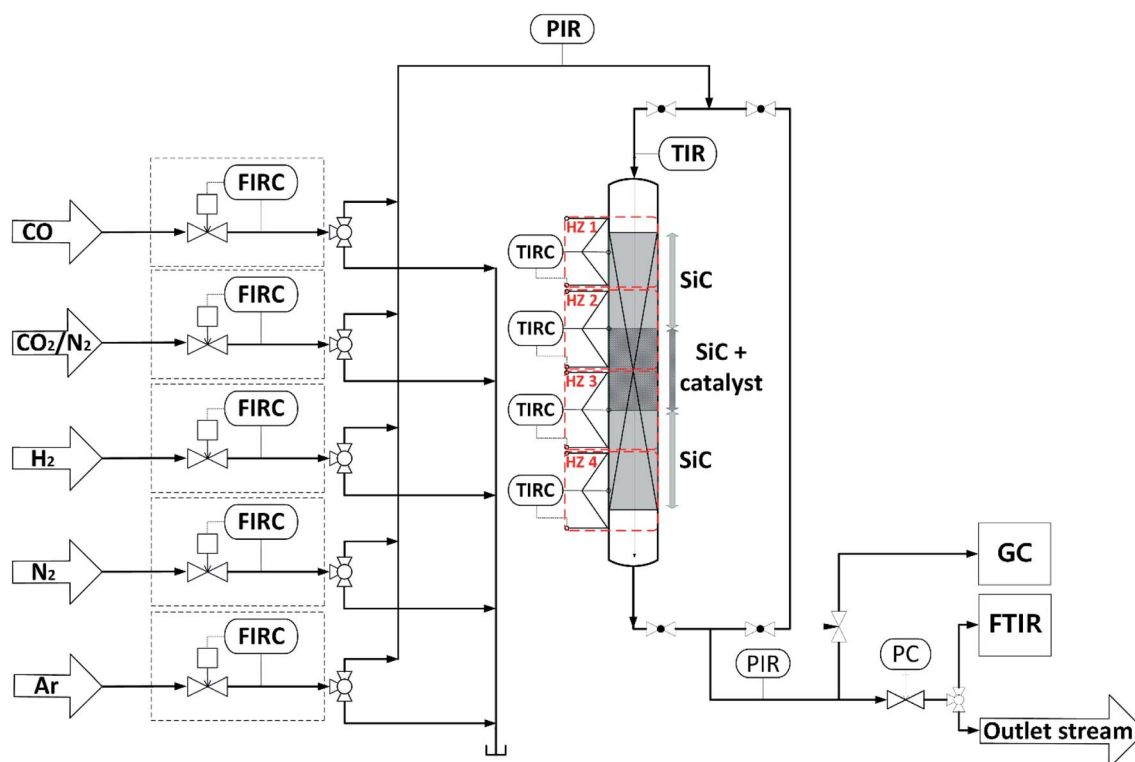 PIR
TIR
CO
FIRC
CO₂/N₂
FIRC
H₂
FIRC
N₂
FIRC
Ar
FIRC
HZ 1
TIRC
HZ 2
TIRC
HZ 3
TIRC
HZ 4
TIRC
SiC
SiC +
catalyst
SiC
PIR
PC
GC
FTIR
Outlet stream